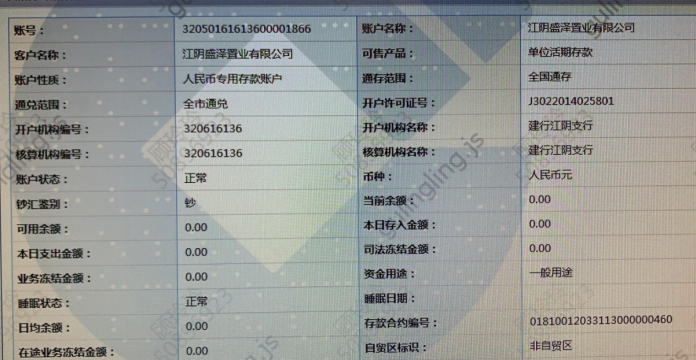 账号： 32050161613600001866 账户名称： 江阴盛泽置业有限公司
客户名称： 江阴盛泽置业有限公司 可售产品： 单位活期存款
账户性质： 人民币专用存款账户 通存范围： 全国通存
通兑范围： 全市通兑 开户许可证号： J3022014025801
开户机构编号： 320616136 开户机构名称： 建行江阴支行
核算机构编号： 320616136 核算机构名称： 建行江阴支行
账户状态： 正常 币种： 人民币元
钞汇鉴别： 钞 当前余额： 0.00
可用余额： 0.00 本日存入金额： 0.00
本日支出金额： 0.00 司法冻结金额： 0.00
业务冻结金额： 0.00 资金用途： 一般用途
睡眠状态： 正常 睡眠日期：
日均余额： 0.00 存款合约编号： 01810012033113000000460
在途业务冻结金额： 0.00 自贸区标识： 非自贸区